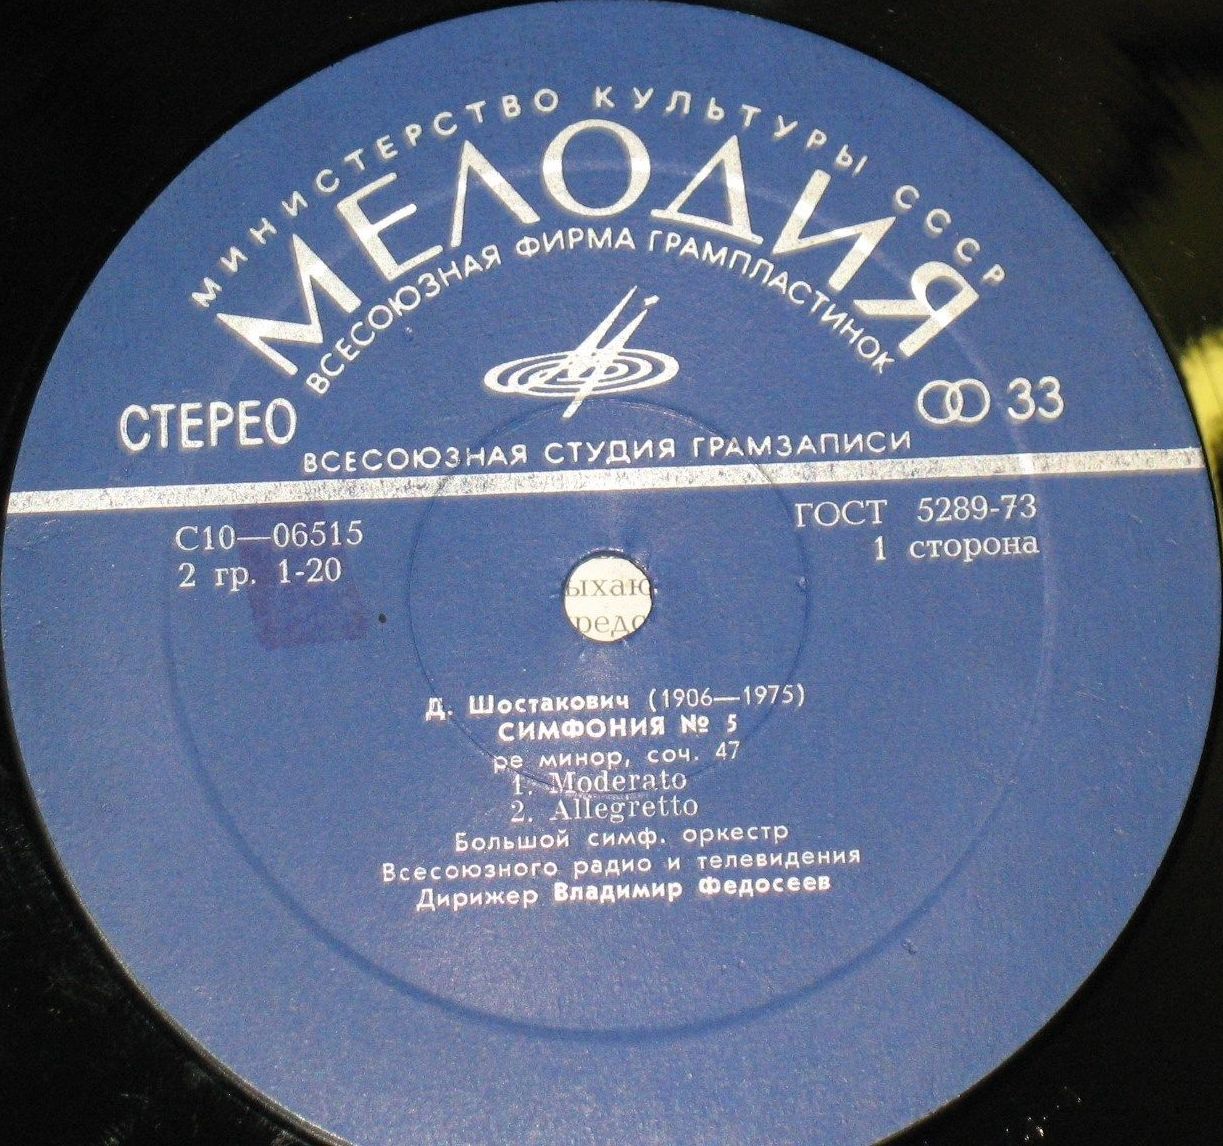 МИНИСТЕРСТВО КУЛЬТУРЫ СССР
МЕЛОДИЯ
ВСЕСОЮЗНАЯ ФИРМА ГРАМПЛАСТИНОК
СТЕРЕО
33
ВСЕСОЮЗНАЯ СТУДИЯ ГРАМЗАПИСИ
С10—06515
ГОСТ 5289-73
2 гр. 1-20
1 сторона
Д. Шостакович (1906—1975)
СИМФОНИЯ № 5
ре минор, соч. 47
1. Moderato
2. Allegretto
Большой симф. оркестр
Всесоюзного радио и телевидения
Дирижер Владимир Федосеев